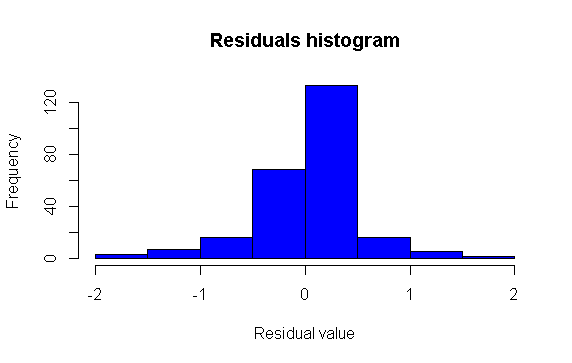 Residuals histogram
Frequency
120
80
40
0
-2 -1 0 1 2
Residual value